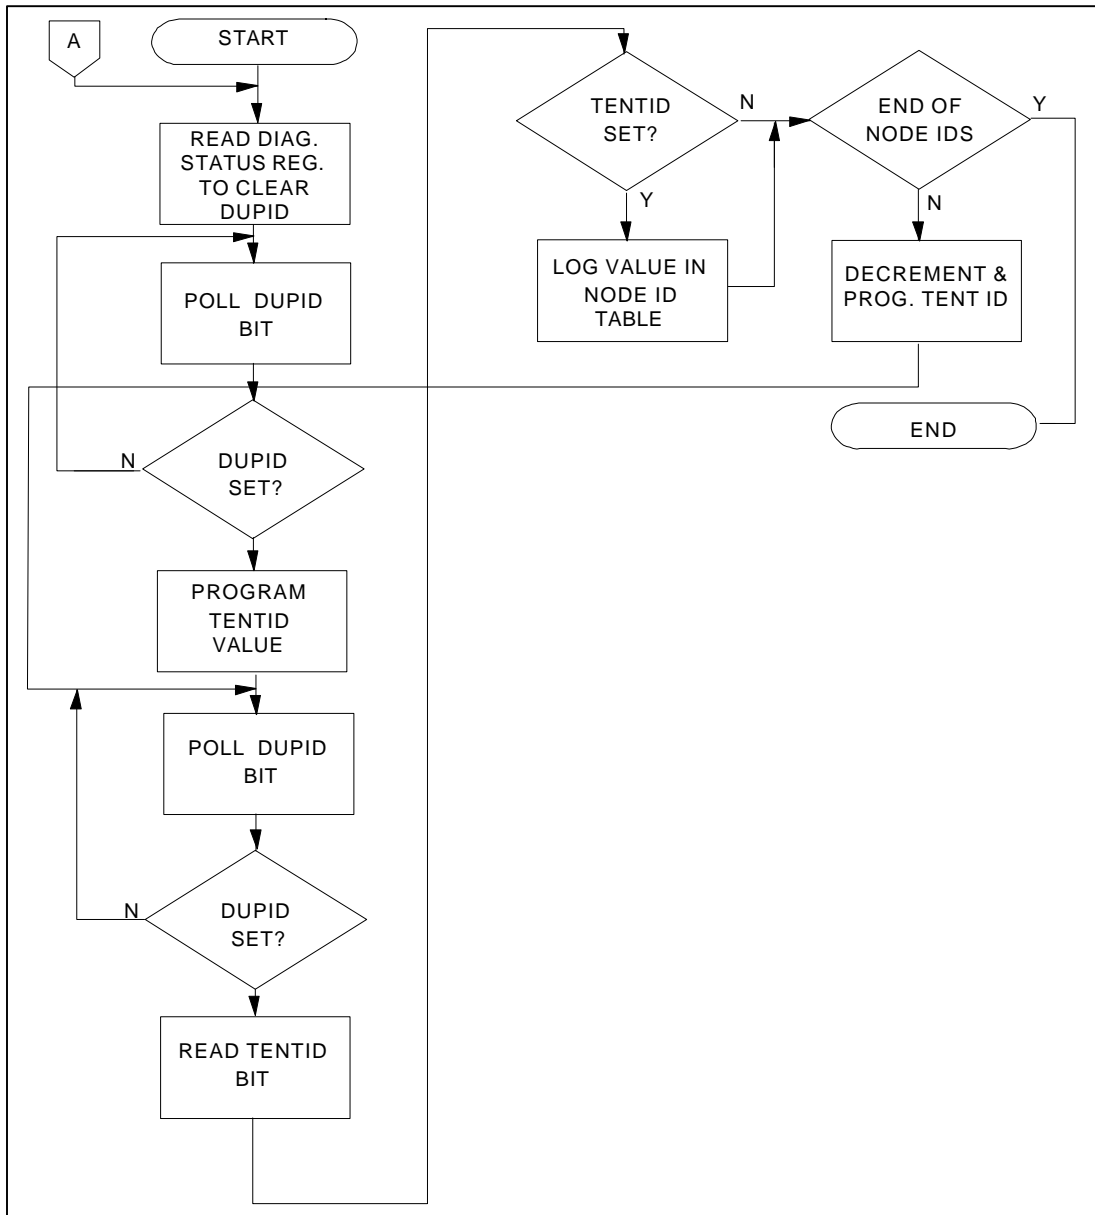 A
START
READ DIAG.
STATUS REG.
TO CLEAR
DUPID
POLL DUPID
BIT
N
DUPID
SET?
PROGRAM
TENTID
VALUE
POLL DUPID
BIT
N
DUPID
SET?
READ TENTID
BIT
TENTID
SET?
N
Y
LOG VALUE IN
NODE ID
TABLE
END OF
NODE IDS
Y
N
DECREMENT &
PROG. TENT ID
END